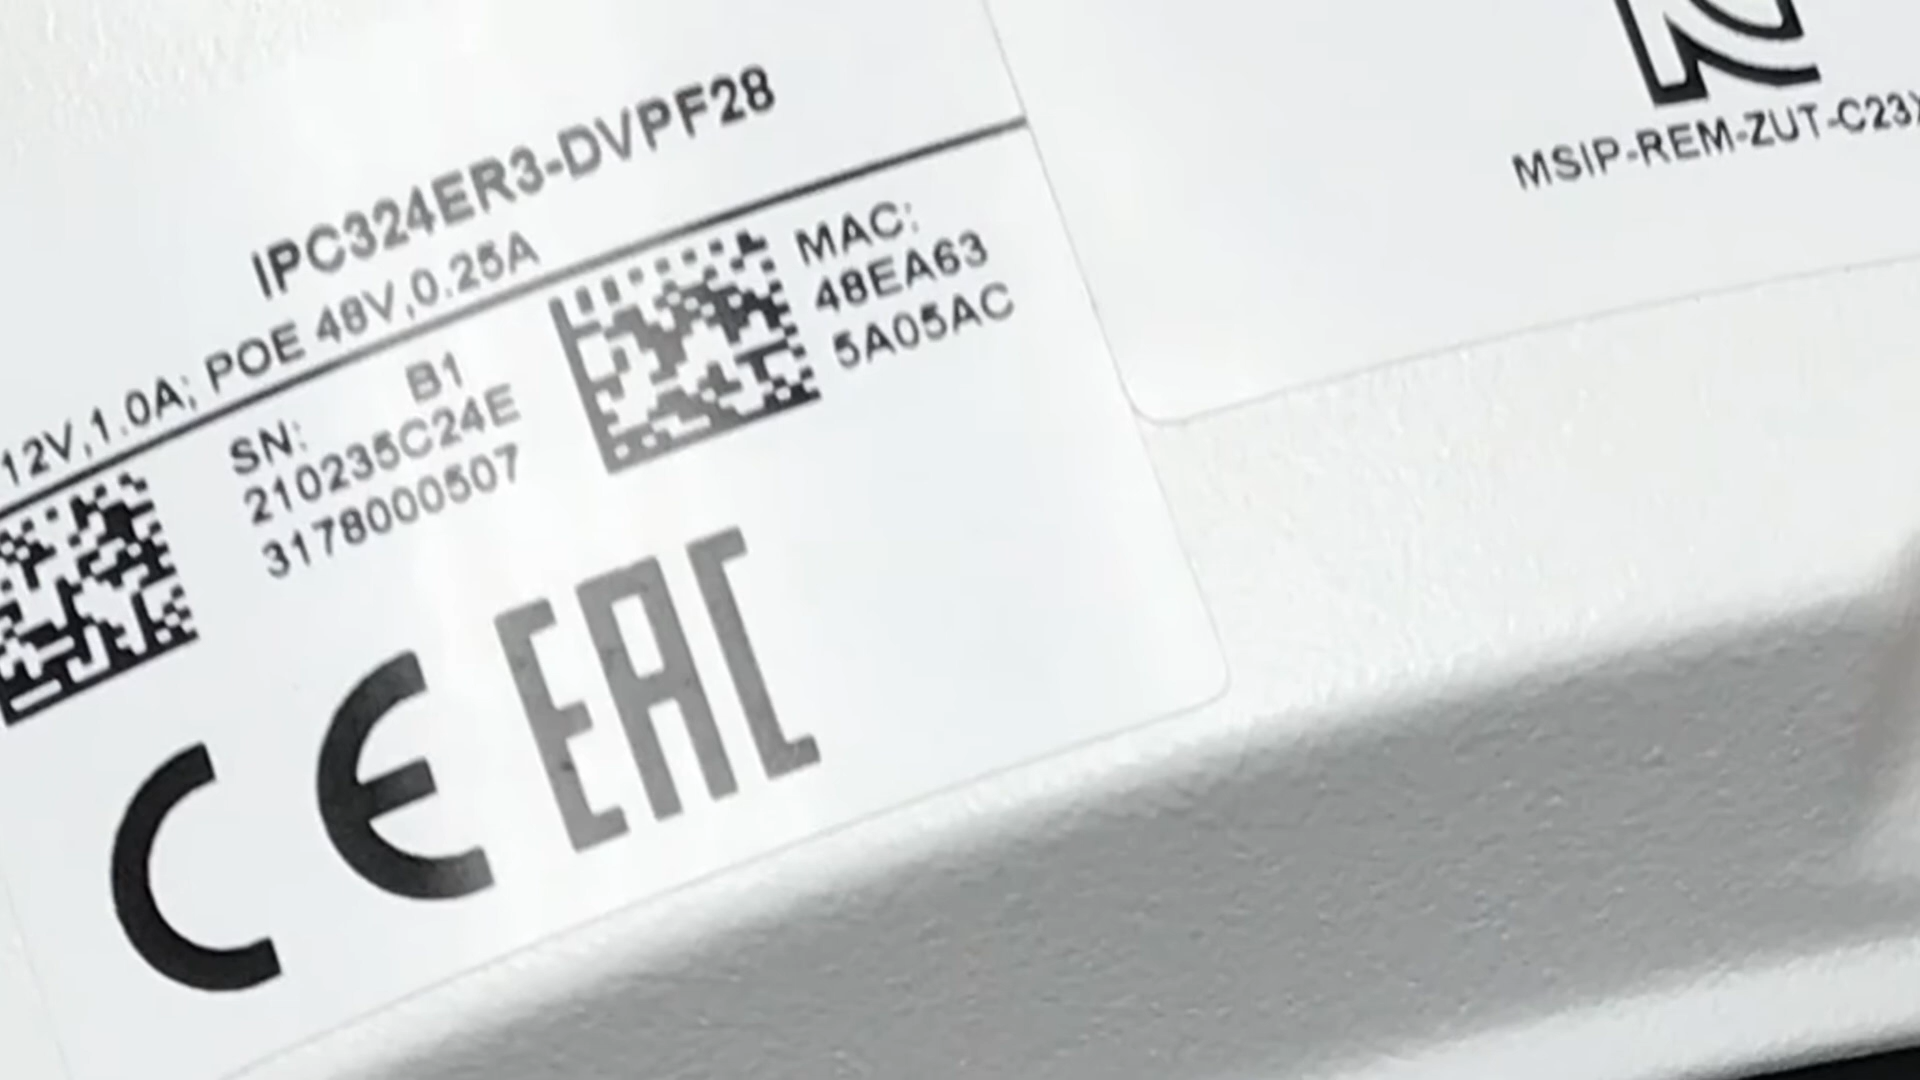 IPC324ER3-DVPF28
12V,1.0A; POE 48V,0.25A
SN: B1
210235C24E
3178000507
MAC:
48EA63
5A05AC
CE EAC
MSIP-REM-ZUT-C23